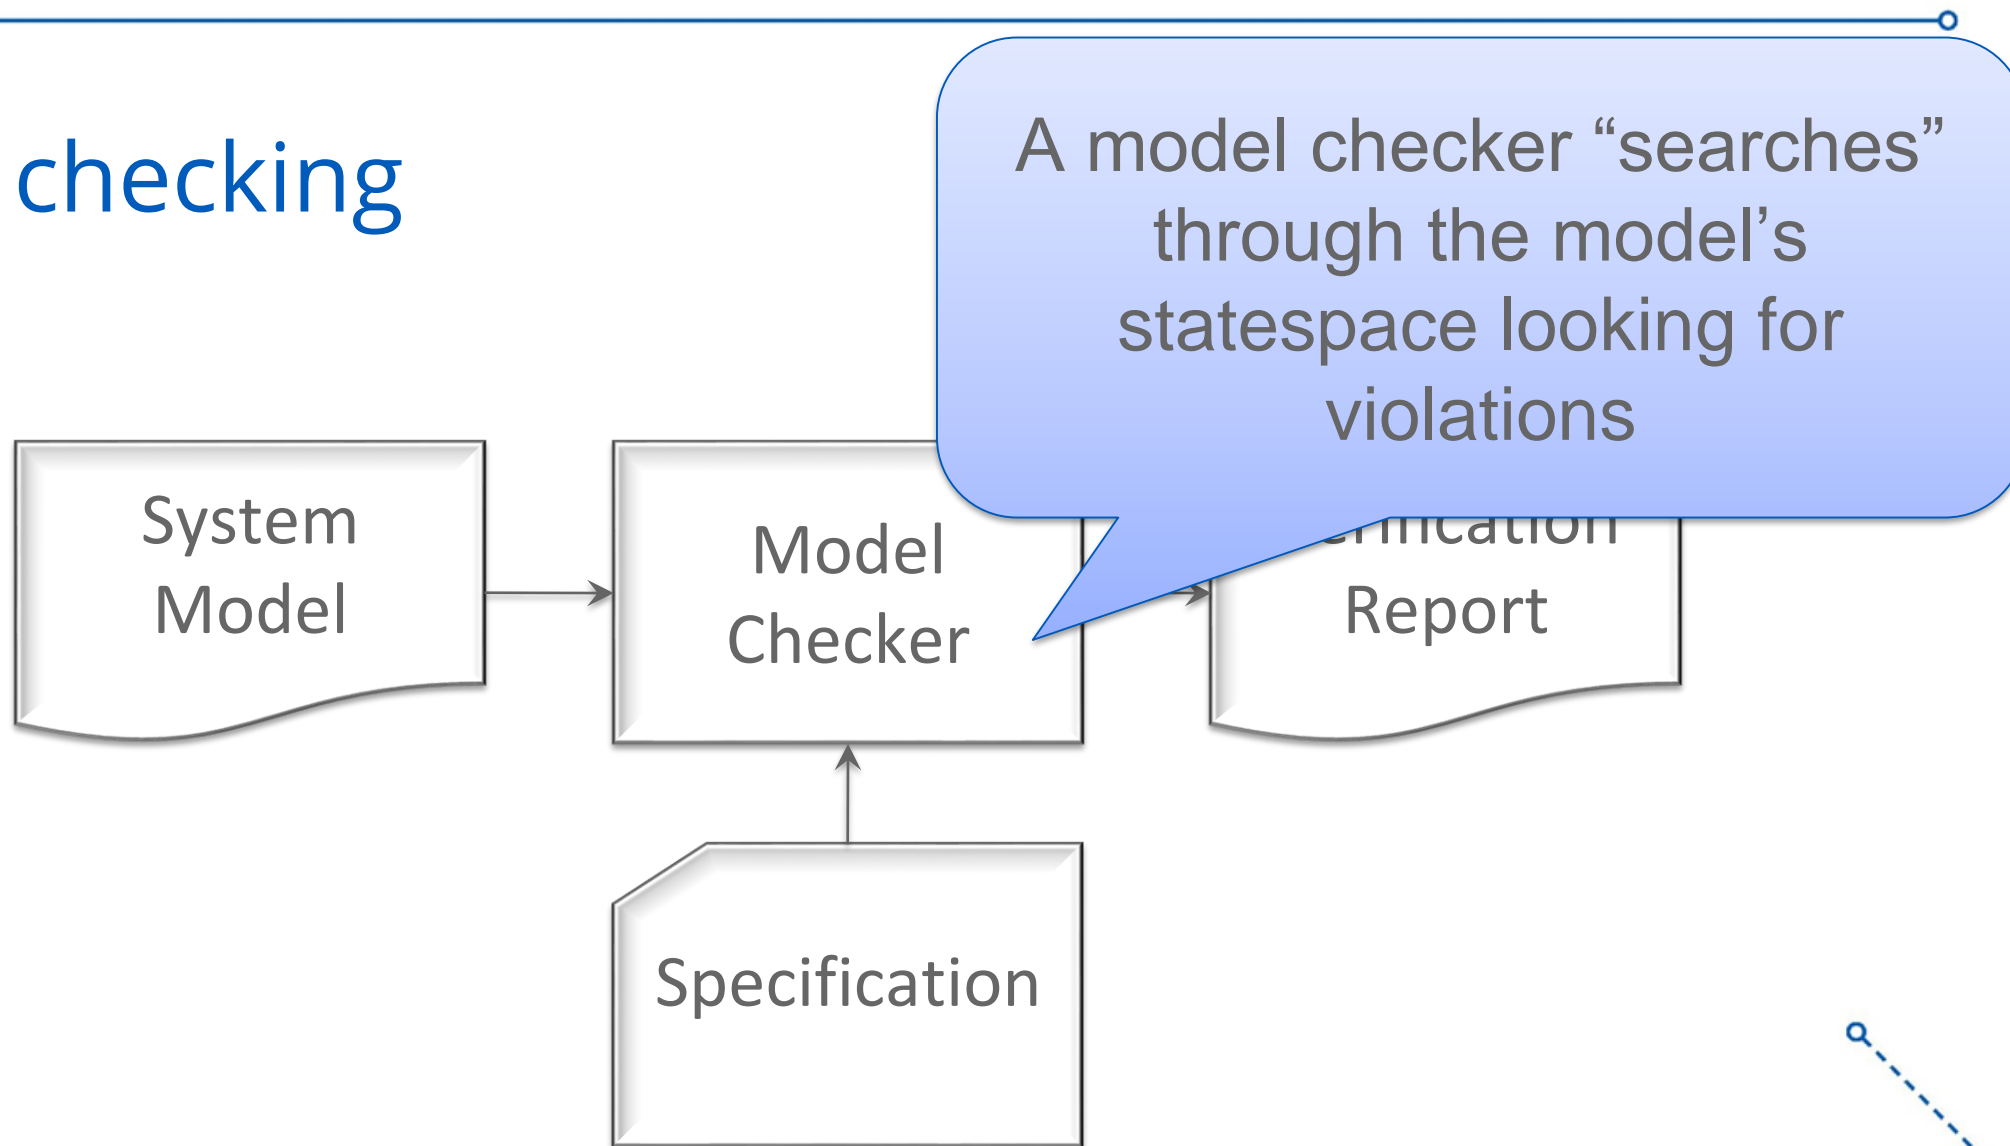 checking
A model checker “searches”
through the model’s
statespace looking for
violations
System
Model
Model
Checker
Report
Specification